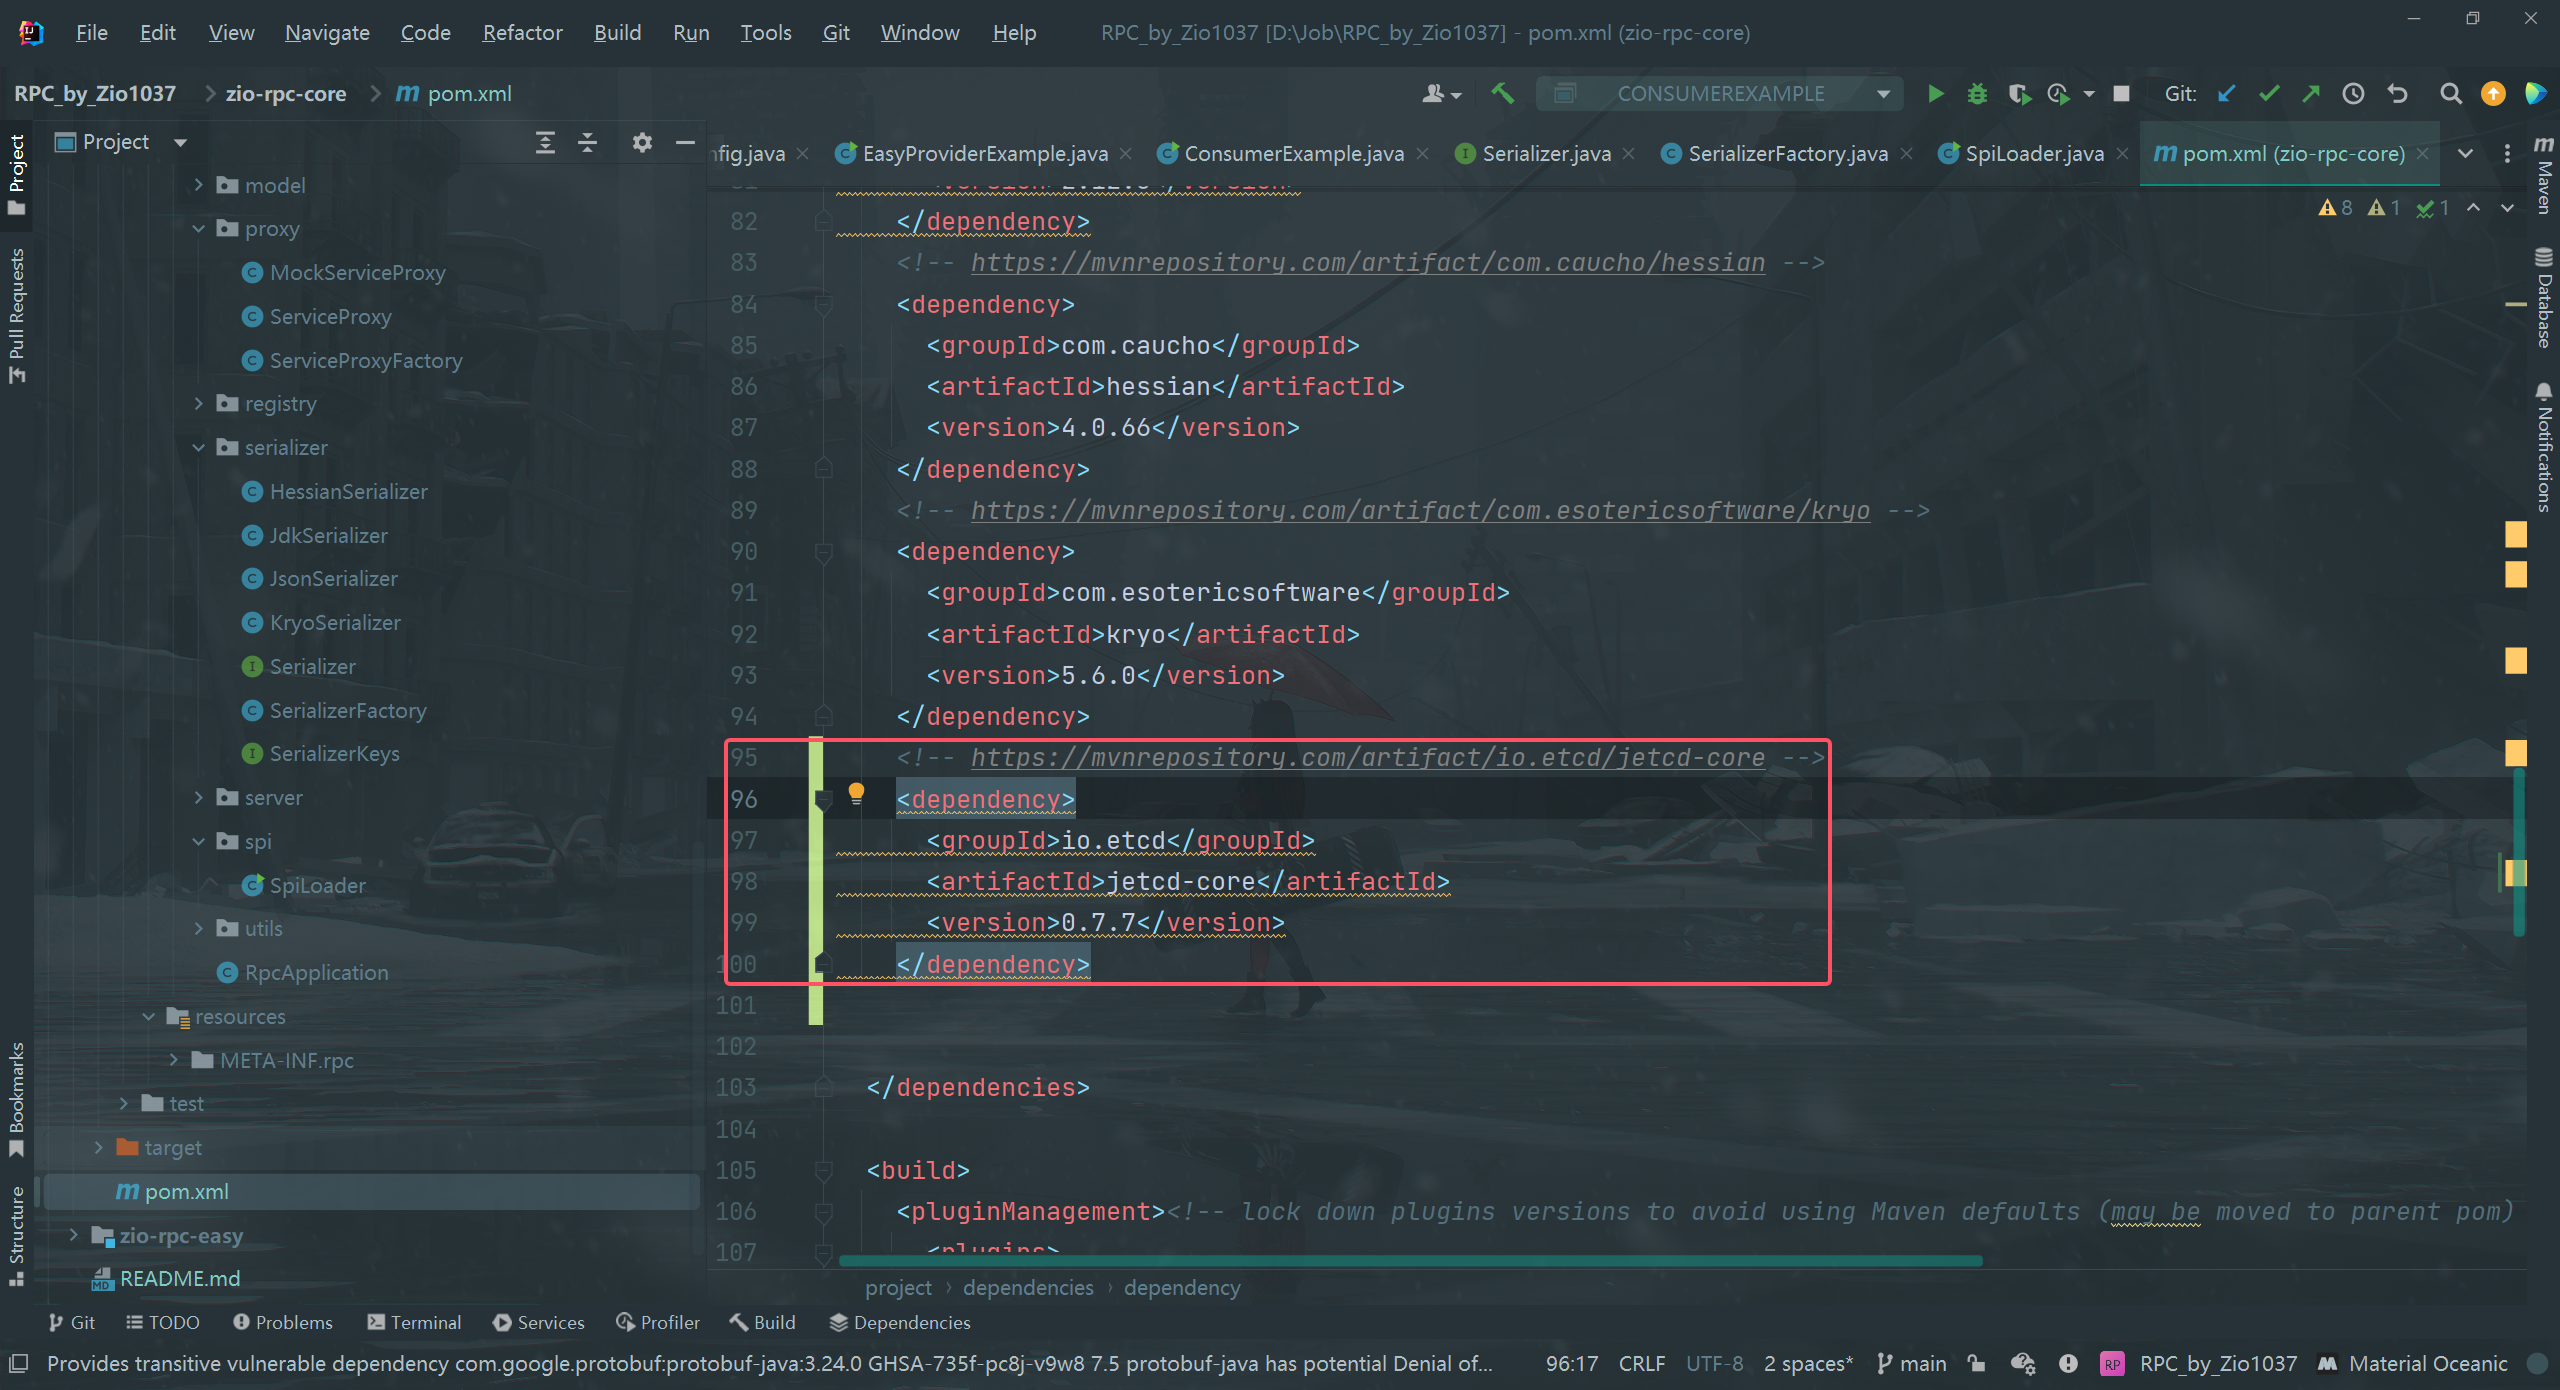 File Edit View Navigate Code Refactor Build Run Tools Git Window Help RPC_by_Zio1037 [D:\Job\RPC_by_Zio1037] - pom.xml (zio-rpc-core)
RPC_by_Zio1037 zio-rpc-core m pom.xml CONSUMEREXAMPLE Git:
Project
nfig.java EasyProviderExample.java ConsumerExample.java Serializer.java SerializerFactory.java SpiLoader.java m pom.xml (zio-rpc-core)
8 1 1
Project
Pull Requests
Bookmarks
Structure
model
proxy
MockServiceProxy
ServiceProxy
ServiceProxyFactory
registry
serializer
HessianSerializer
JdkSerializer
JsonSerializer
KryoSerializer
Serializer
SerializerFactory
SerializerKeys
server
spi
SpiLoader
utils
RpcApplication
resources
META-INF.rpc
test
target
m pom.xml
zio-rpc-easy
README.md
82 </dependency>
83 <!-- https://mvnrepository.com/artifact/com.caucho/hessian -->
84 <dependency>
85 <groupId>com.caucho</groupId>
86 <artifactId>hessian</artifactId>
87 <version>4.0.66</version>
88 </dependency>
89 <!-- https://mvnrepository.com/artifact/com.esotericsoftware/kryo -->
90 <dependency>
91 <groupId>com.esotericsoftware</groupId>
92 <artifactId>kryo</artifactId>
93 <version>5.6.0</version>
94 </dependency>
95 <!-- https://mvnrepository.com/artifact/io.etcd/jetcd-core -->
96 <dependency>
97 <groupId>io.etcd</groupId>
98 <artifactId>jetcd-core</artifactId>
99 <version>0.7.7</version>
100 </dependency>
101
102
103 </dependencies>
104
105 <build>
106 <pluginManagement><!-- lock down plugins versions to avoid using Maven defaults (may be moved to parent pom)
107 <plugins>
project › dependencies › dependency
m Maven
Database
Notifications
Git TODO Problems Terminal Services Profiler Build Dependencies
Provides transitive vulnerable dependency com.google.protobuf:protobuf-java:3.24.0 GHSA-735f-pc8j-v9w8 7.5 protobuf-java has potential Denial of... 96:17 CRLF UTF-8 2 spaces* main RP RPC_by_Zio1037 Material Oceanic